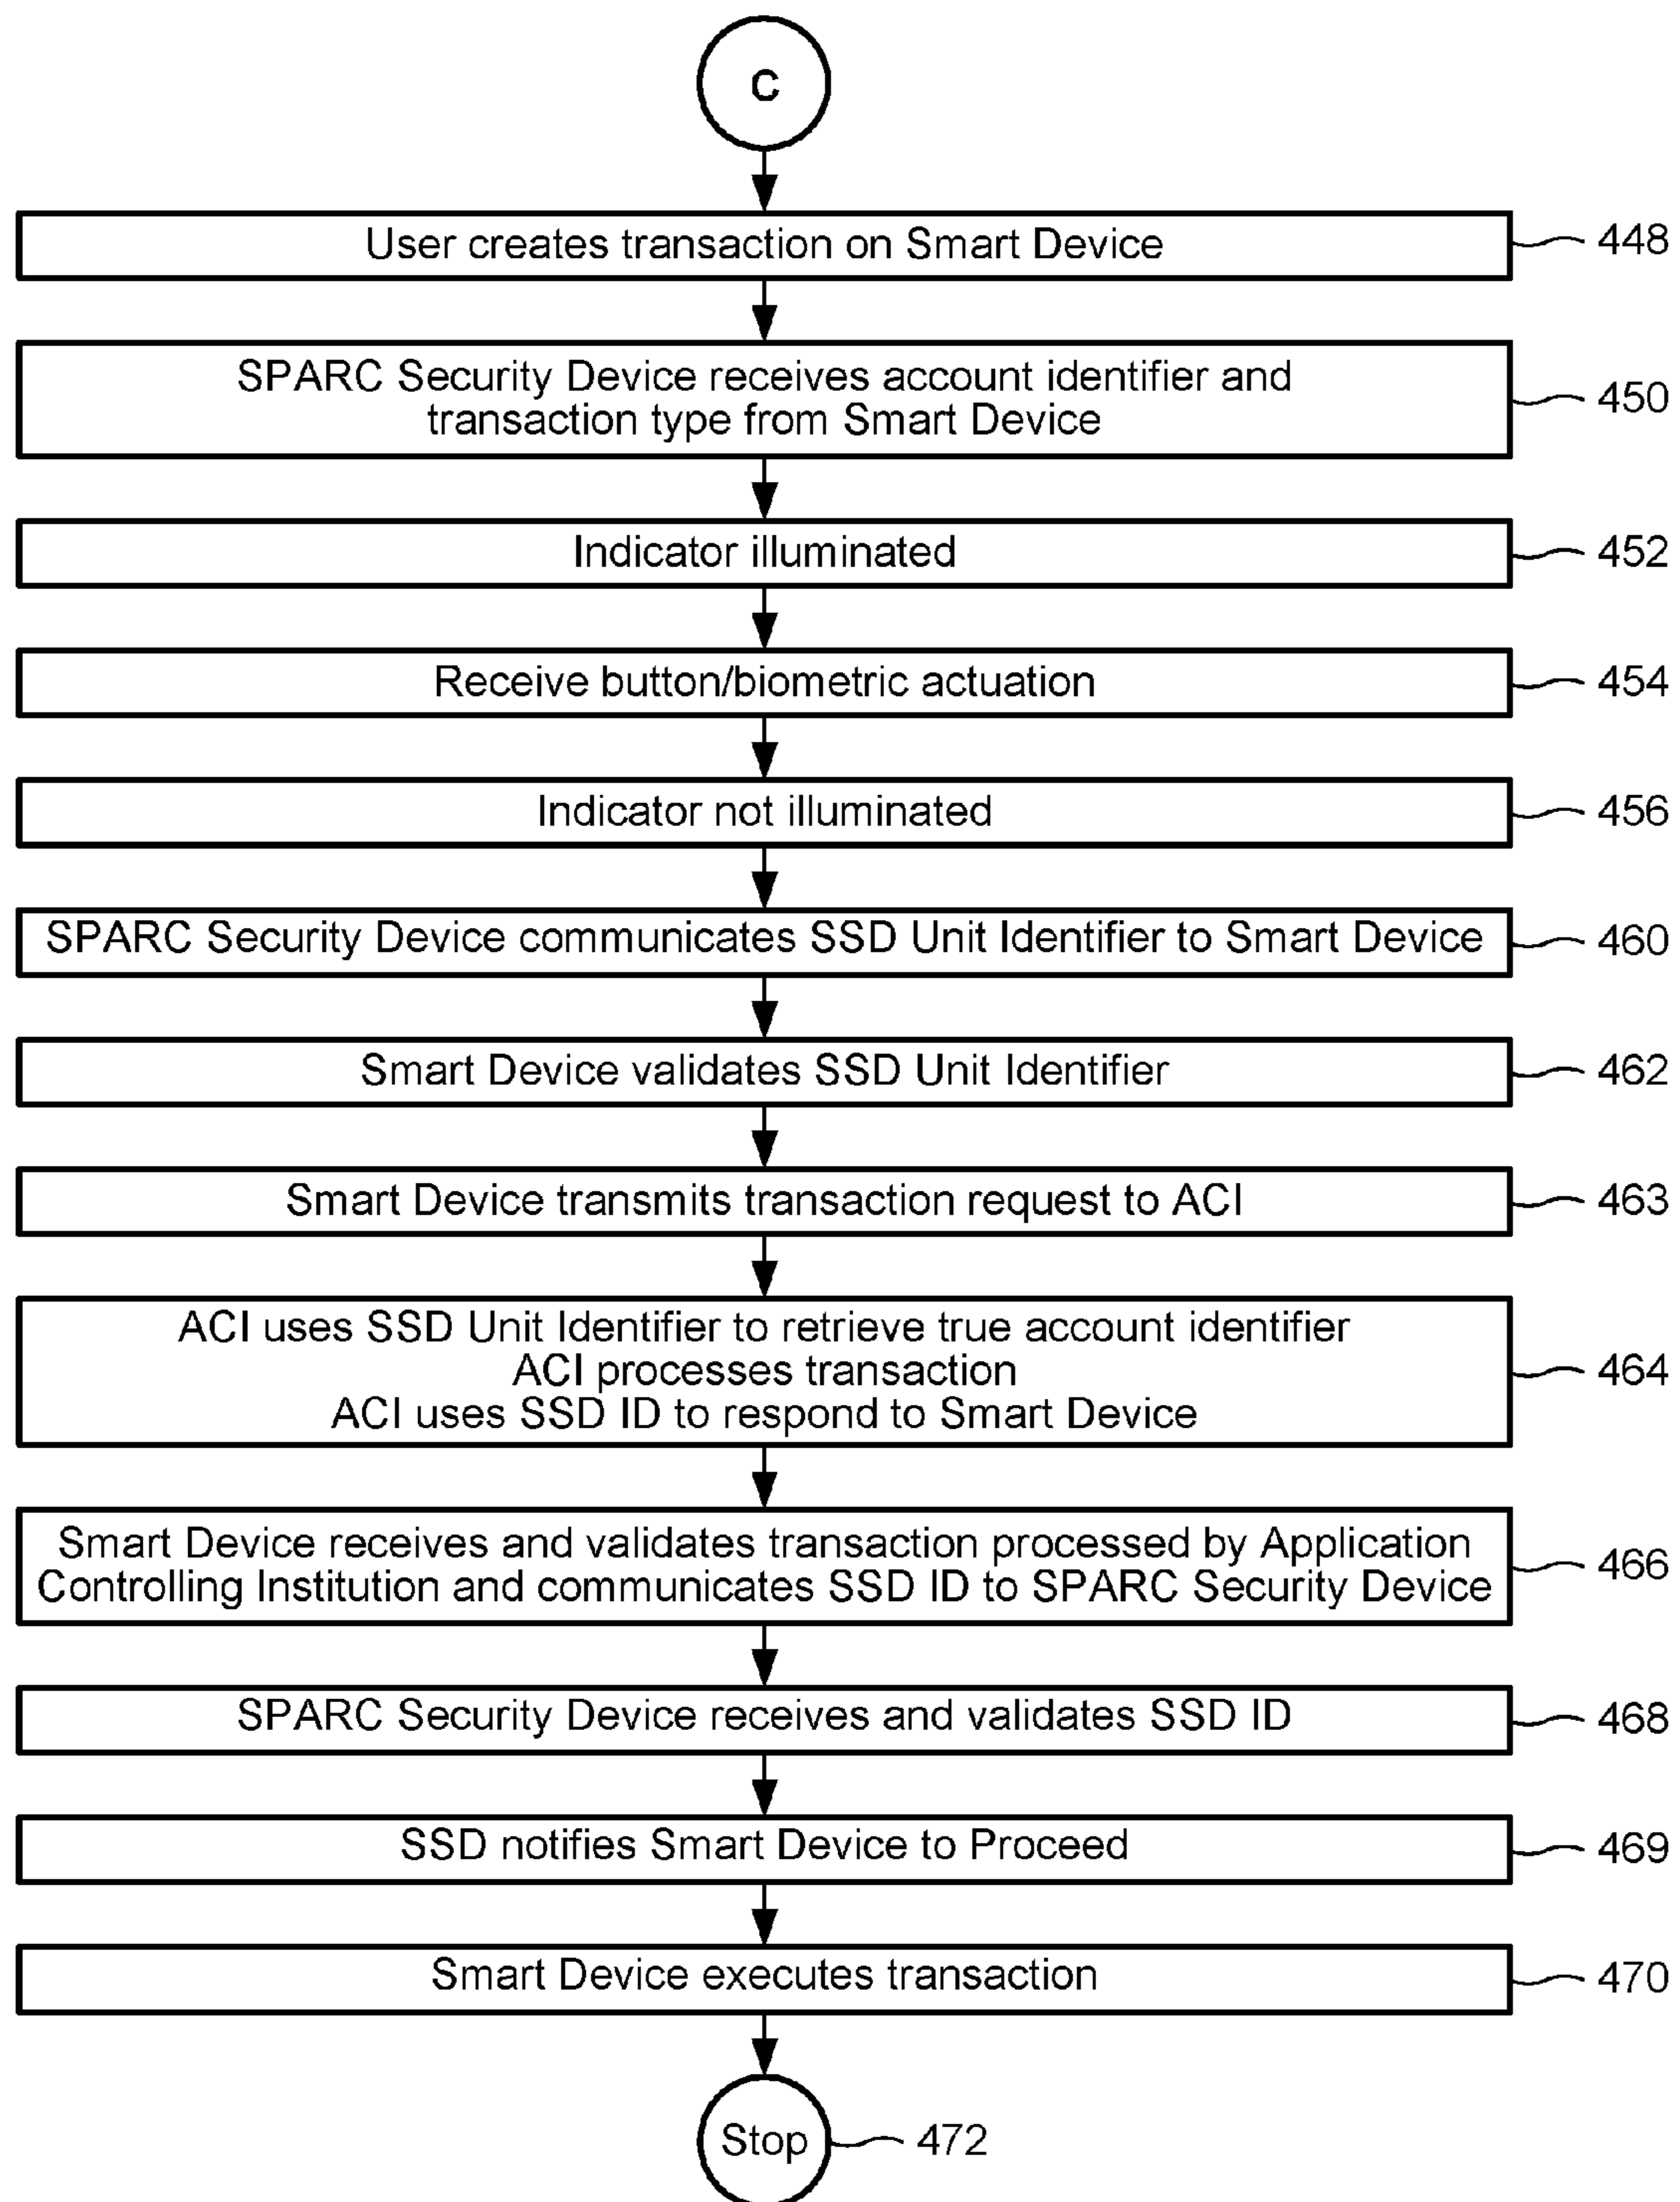 C
User creates transaction on Smart Device
448
SPARC Security Device receives account identifier and
transaction type from Smart Device
450
Indicator illuminated
452
Receive button/biometric actuation
454
Indicator not illuminated
456
SPARC Security Device communicates SSD Unit Identifier to Smart Device
460
Smart Device validates SSD Unit Identifier
462
Smart Device transmits transaction request to ACI
463
ACI uses SSD Unit Identifier to retrieve true account identifier
ACI processes transaction
ACI uses SSD ID to respond to Smart Device
464
Smart Device receives and validates transaction processed by Application
Controlling Institution and communicates SSD ID to SPARC Security Device
466
SPARC Security Device receives and validates SSD ID
468
SSD notifies Smart Device to Proceed
469
Smart Device executes transaction
470
Stop
472